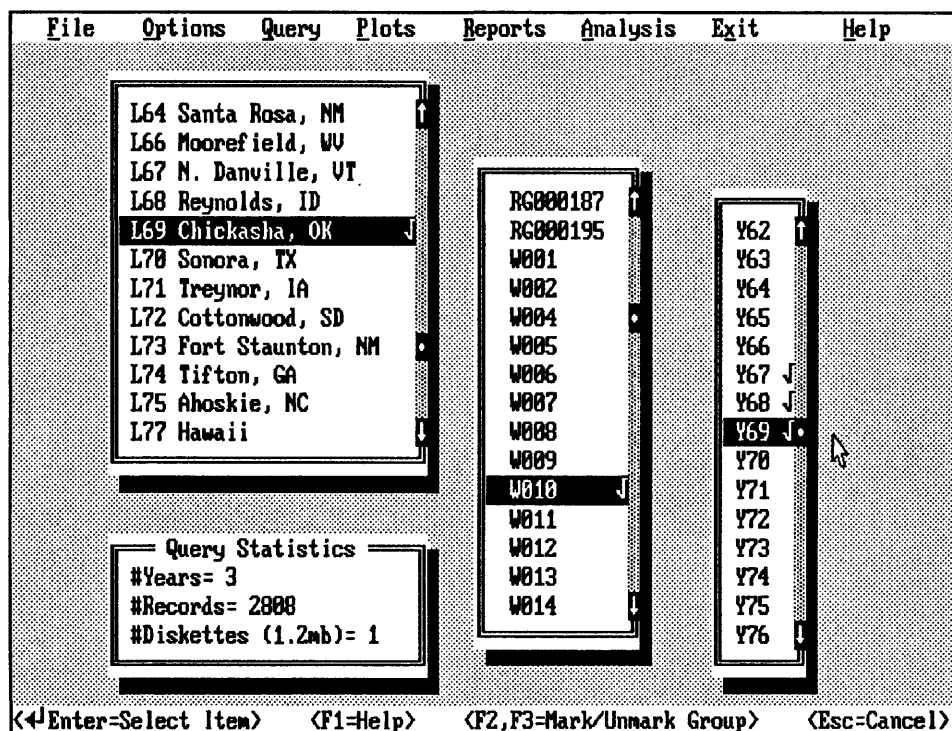 File Options Query Plots Reports Analysis Exit Help
L64 Santa Rosa, NM
L66 Moorefield, WV
L67 N. Danville, VT
L68 Reynolds, ID
L69 Chickasha, OK √
L70 Sonora, TX
L71 Treynor, IA
L72 Cottonwood, SD
L73 Fort Staunton, NM
L74 Tifton, GA
L75 Ahoskie, NC
L77 Hawaii
Query Statistics
#Years= 3
#Records= 2808
#Diskettes (1.2mb)= 1
RG000187
RG000195
W001
W002
W004
W005
W006
W007
W008
W009
W010 √
W011
W012
W013
W014
Y62
Y63
Y64
Y65
Y66
Y67 √
Y68 √
Y69 √
Y70
Y71
Y72
Y73
Y74
Y75
Y76
<↵Enter=Select Item> <F1=Help> <F2,F3=Mark/Unmark Group> <Esc=Cancel>